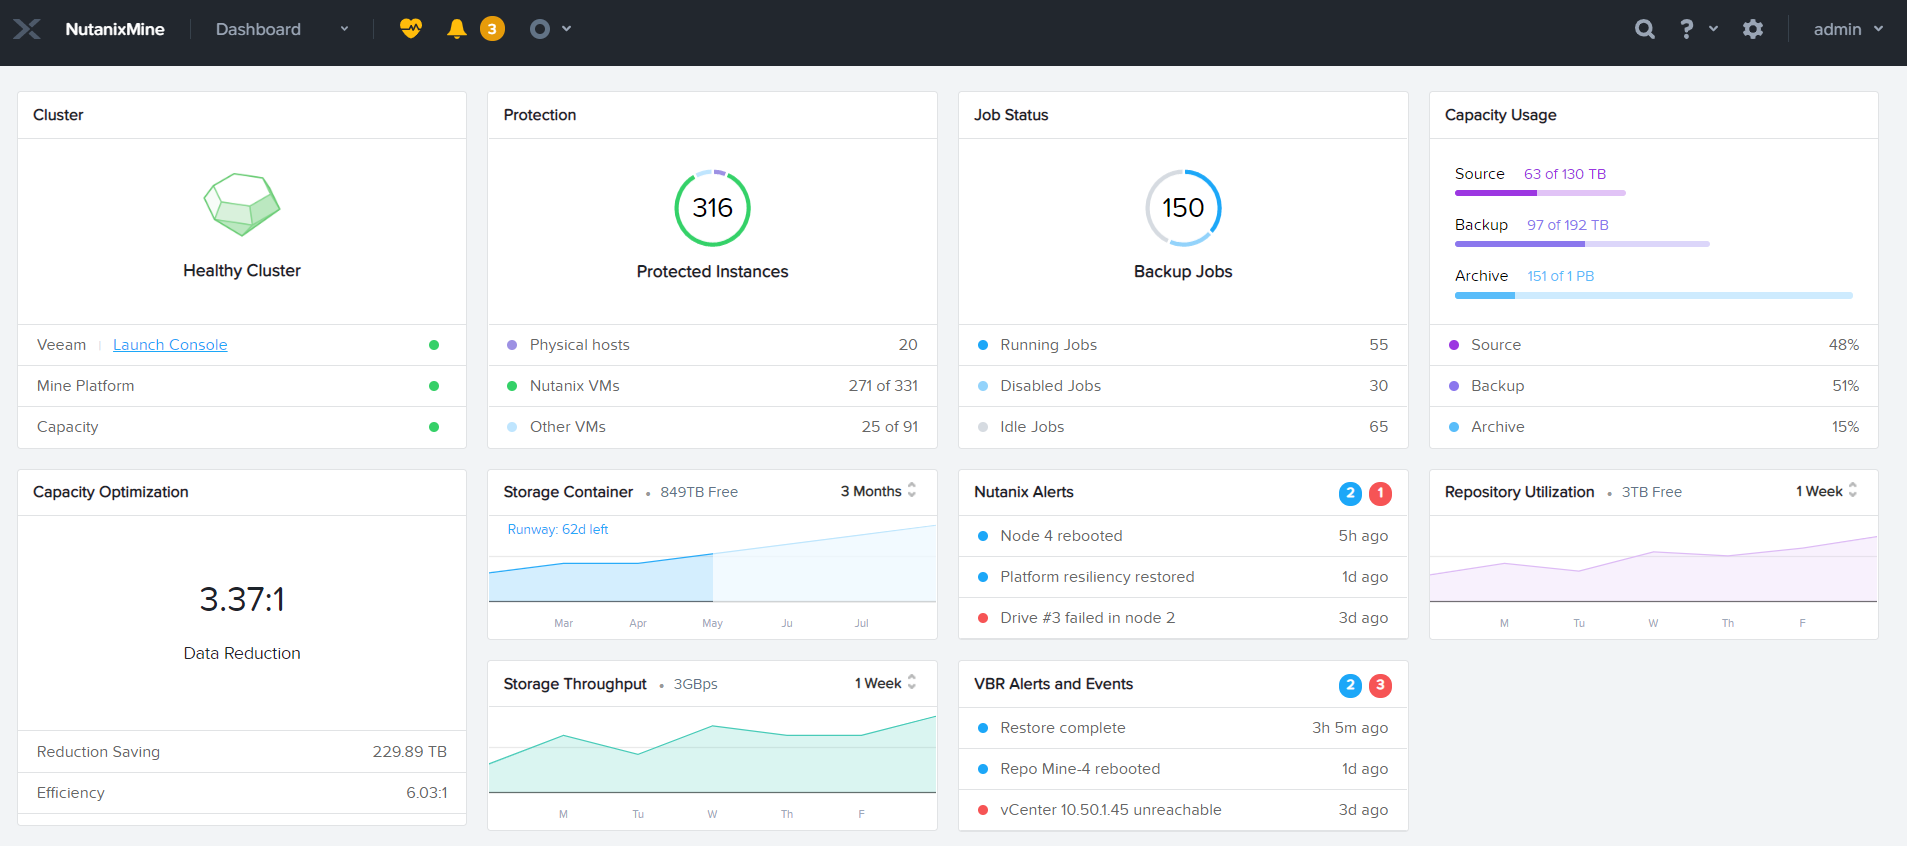 NutanixMine Dashboard 3 ? admin
Cluster
Healthy Cluster
Veeam Launch Console
Mine Platform
Capacity
Protection
316
Protected Instances
Physical hosts 20
Nutanix VMs 271 of 331
Other VMs 25 of 91
Job Status
150
Backup Jobs
Running Jobs 55
Disabled Jobs 30
Idle Jobs 65
Capacity Usage
Source 63 of 130 TB
Backup 97 of 192 TB
Archive 151 of 1 PB
Source 48%
Backup 51%
Archive 15%
Capacity Optimization
3.37:1
Data Reduction
Reduction Saving 229.89 TB
Efficiency 6.03:1
Storage Container • 849TB Free 3 Months
Runway: 62d left
Mar Apr May Ju Jul
Nutanix Alerts 2 1
Node 4 rebooted 5h ago
Platform resiliency restored 1d ago
Drive #3 failed in node 2 3d ago
Repository Utilization • 3TB Free 1 Week
M Tu W Th F
Storage Throughput • 3GBps 1 Week
M Tu W Th F
VBR Alerts and Events 2 3
Restore complete 3h 5m ago
Repo Mine-4 rebooted 1d ago
vCenter 10.50.1.45 unreachable 3d ago